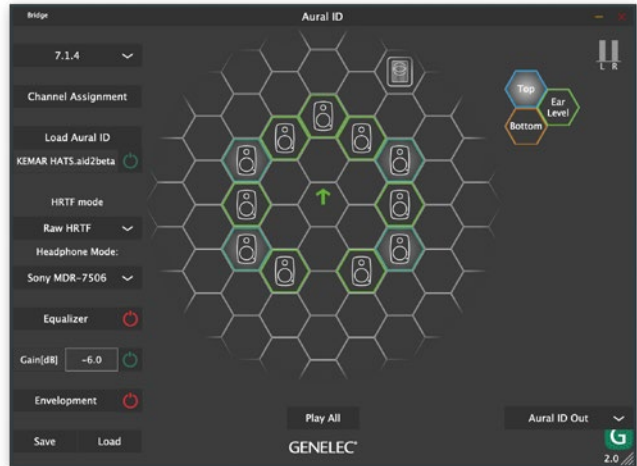 Bridge
Aural ID
7.1.4
L R
Channel Assignment
Top
Ear
Level
Bottom
Load Aural ID
KEMAR HATS.aid2beta
HRTF mode
Raw HRTF
Headphone Mode:
Sony MDR-7506
Equalizer
Gain[dB]
-6.0
Envelopment
Play All
Aural ID Out
Save
Load
GENELEC®
G
2.0